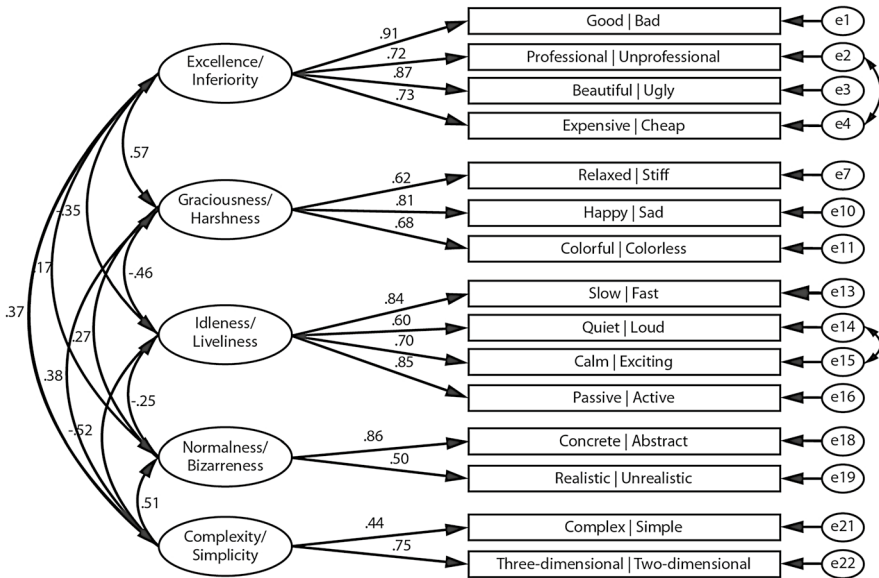 Excellence/
Inferiority
Graciousness/
Harshness
Idleness/
Liveliness
Normalness/
Bizarreness
Complexity/
Simplicity
.57
-.35
-.46
.17
.37
.27
.38
-.25
-.52
.51
.91
Good | Bad
e1
.72
Professional | Unprofessional
e2
.87
Beautiful | Ugly
e3
.73
Expensive | Cheap
e4
.62
Relaxed | Stiff
e7
.81
Happy | Sad
e10
.68
Colorful | Colorless
e11
.84
Slow | Fast
e13
.60
Quiet | Loud
e14
.70
Calm | Exciting
e15
.85
Passive | Active
e16
.86
Concrete | Abstract
e18
.50
Realistic | Unrealistic
e19
.44
Complex | Simple
e21
.75
Three-dimensional | Two-dimensional
e22